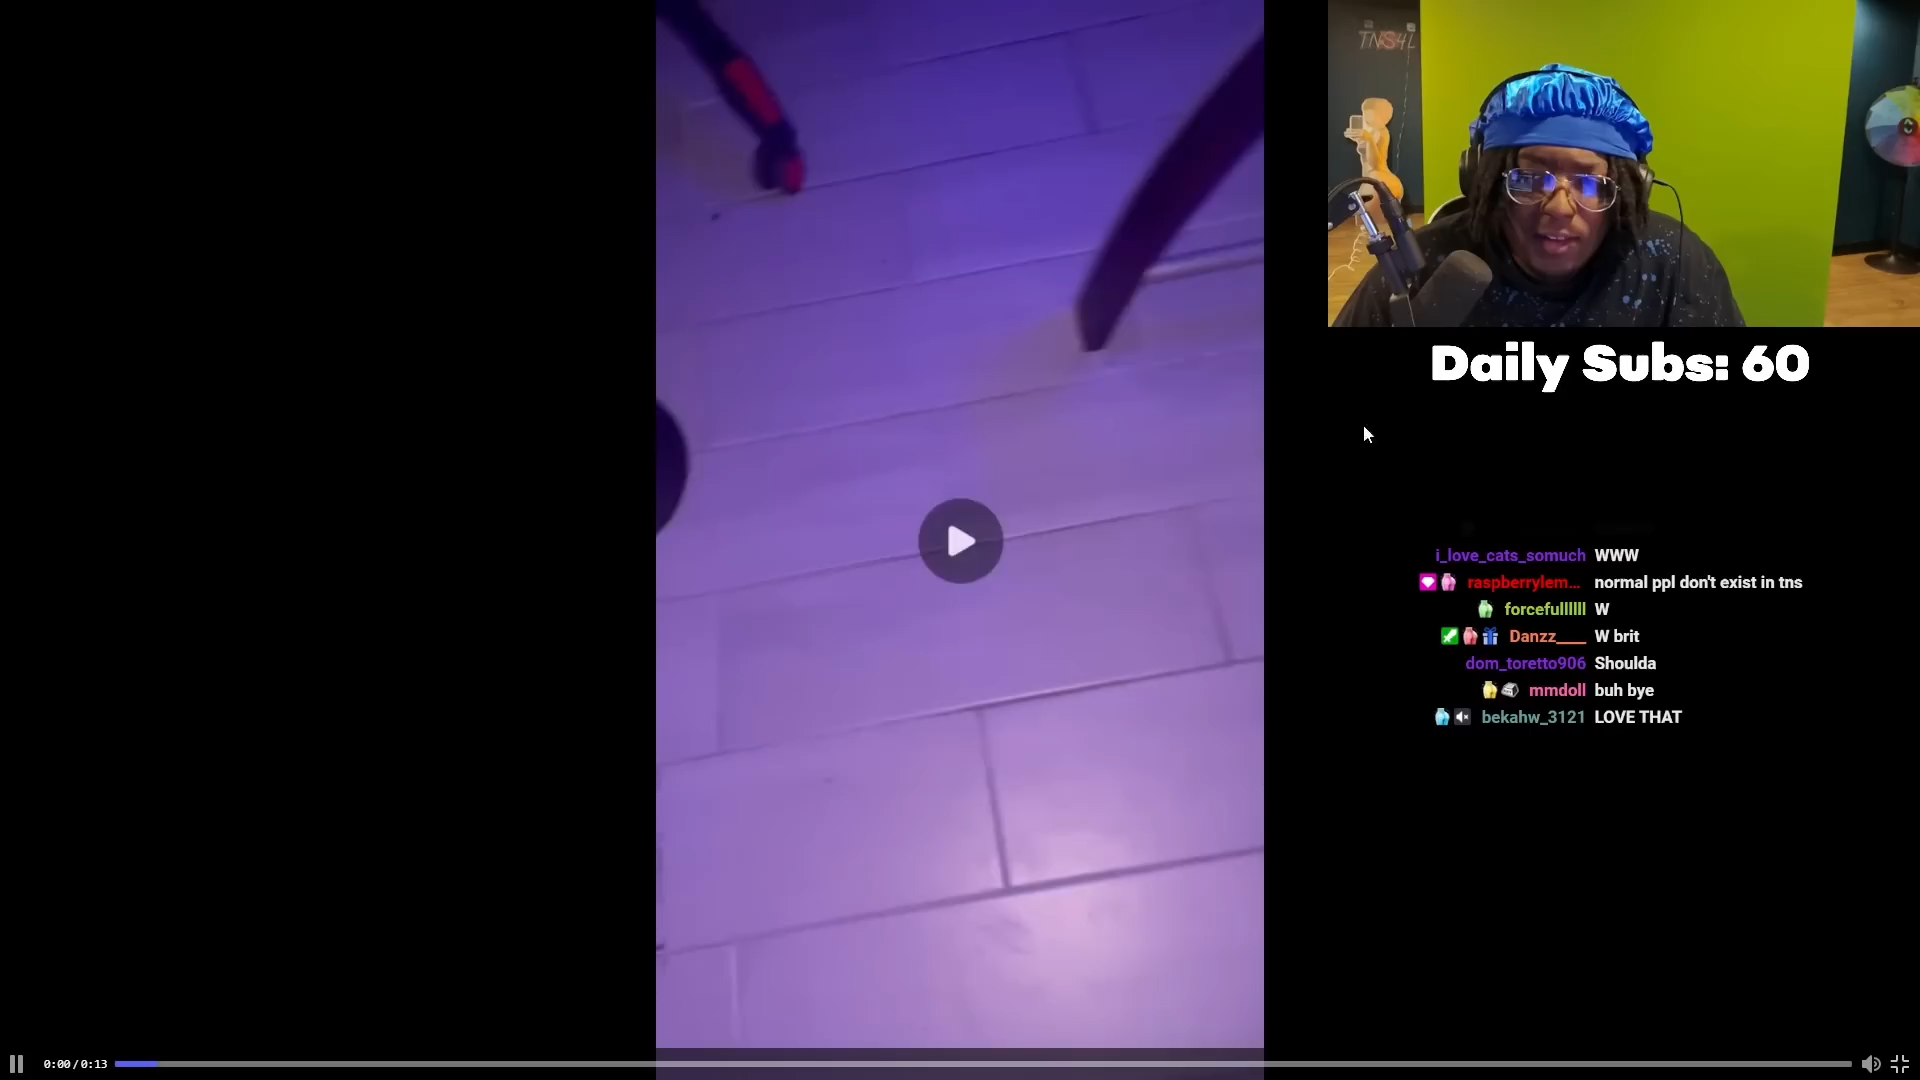 TNS4L
Daily Subs: 60
i_love_cats_somuch WWW
raspberrylem... normal ppl don't exist in tns
forcefullllll W
Danzz____ W brit
dom_toretto906 Shoulda
mmdoll buh bye
bekahw_3121 LOVE THAT
0:00/0:13